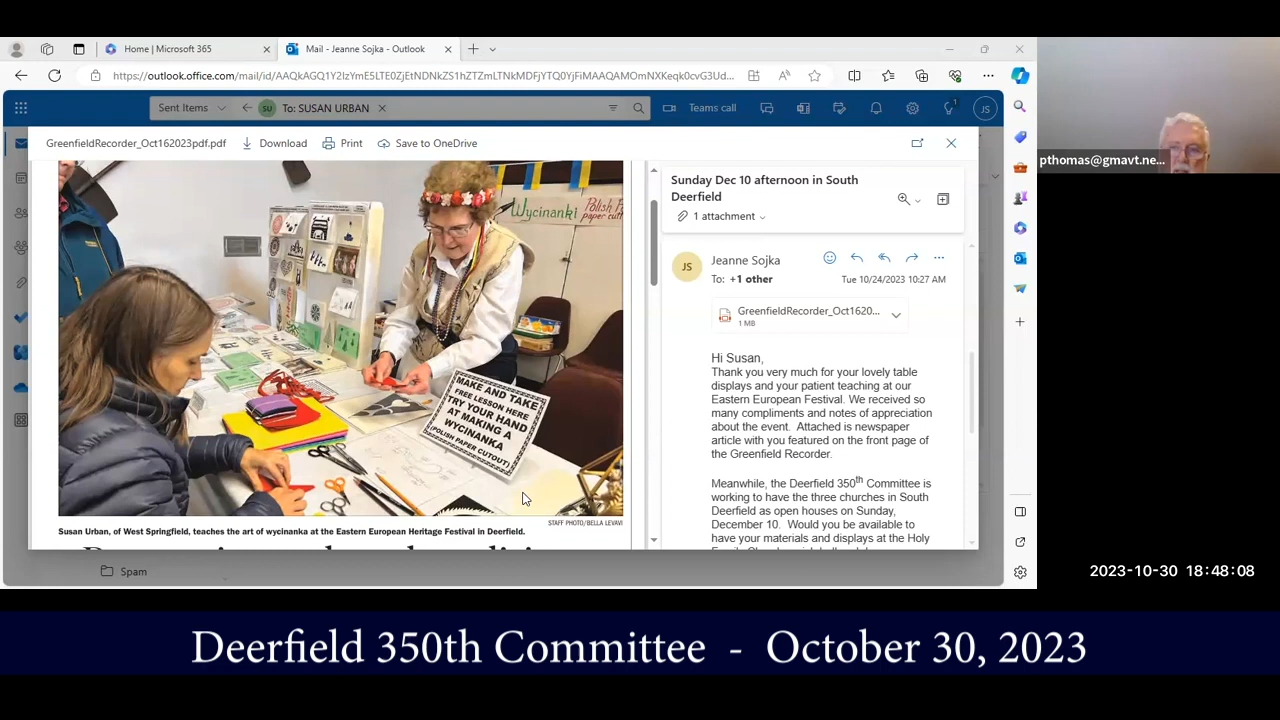 Home | Microsoft 365
Mail - Jeanne Sojka - Outlook
https://outlook.office.com/mail/id/AAQkAGQ1Y2IzYmE5LTE0ZjEtNDNkZS1hZTZmLTNkMDFjYTQ0YjFiMAAQAMOmNXKeqk0cvG3Ud...
Sent Items
SU
To: SUSAN URBAN
Teams call
1
JS
GreenfieldRecorder_Oct162023pdf.pdf
Download
Print
Save to OneDrive
Wycinanki
Polish
paper cut
MAKE AND TAKE
FREE LESSON HERE
TRY YOUR HAND
AT MAKING A
WYCINANKA
(POLISH PAPER CUTOUT)
STAFF PHOTO/BELLA LEVAVI
Susan Urban, of West Springfield, teaches the art of wycinanka at the Eastern European Heritage Festival in Deerfield.
Sunday Dec 10 afternoon in South
Deerfield
1 attachment
JS
Jeanne Sojka
To: +1 other
Tue 10/24/2023 10:27 AM
GreenfieldRecorder_Oct1620...
1 MB
Hi Susan,
Thank you very much for your lovely table
displays and your patient teaching at our
Eastern European Festival. We received so
many compliments and notes of appreciation
about the event. Attached is newspaper
article with you featured on the front page of
the Greenfield Recorder.
Meanwhile, the Deerfield 350th Committee is
working to have the three churches in South
Deerfield as open houses on Sunday,
December 10. Would you be available to
have your materials and displays at the Holy
Spam
pthomas@gmavt.ne...
2023-10-30 18:48:08
Deerfield 350th Committee - October 30, 2023